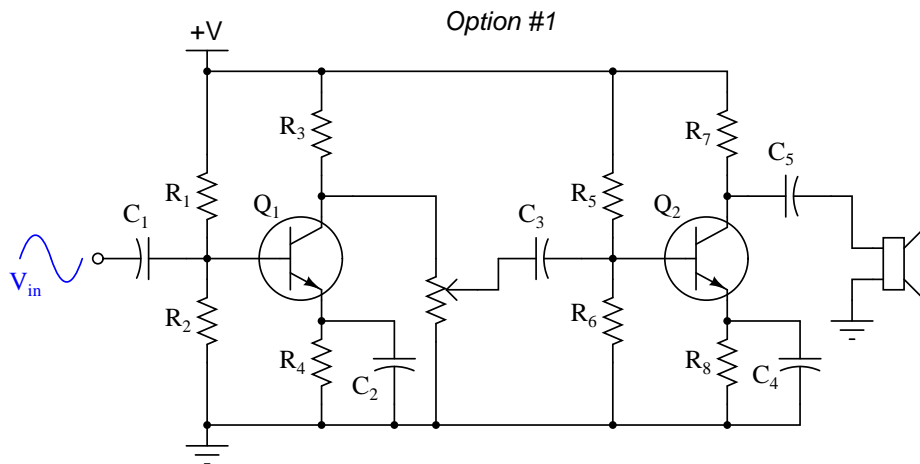 Option #1
+V
R3
R7
C5
R1
Q1
C1
C3
R5
Q2
Vin
R2
R6
R4
C2
R8
C4